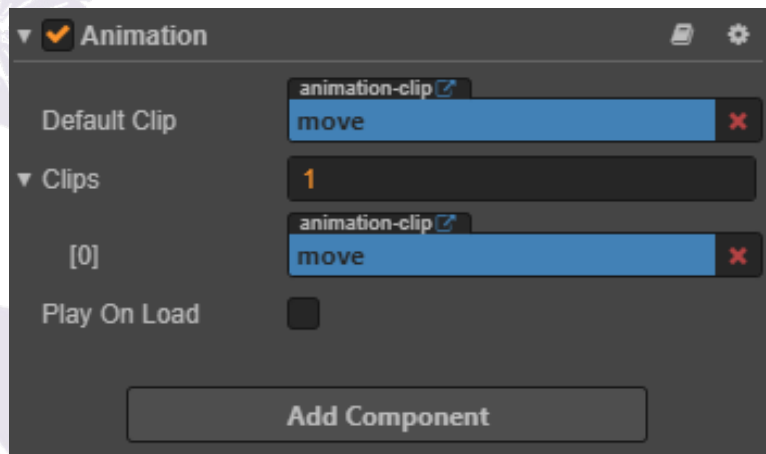 Animation
animation-clip
Default Clip move
Clips 1
animation-clip
[0] move
Play On Load
Add Component